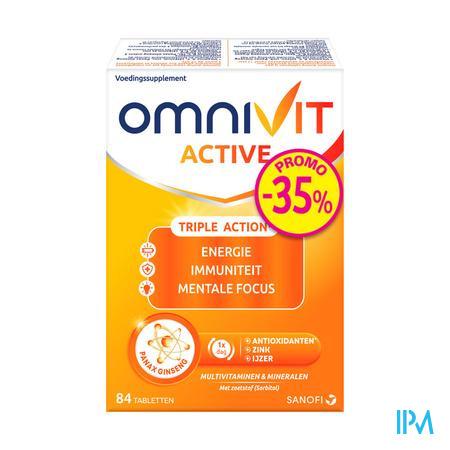 Voedingssupplement
OMNIVIT
ACTIVE
PROMO
-35%
TRIPLE ACTION
ENERGIE
IMMUNITEIT
MENTALE FOCUS
PANAX GINSENG
1x
dag
ANTIOXIDANTEN*
ZINK
IJZER
MULTIVITAMINEN & MINERALEN
Met zoetstof (Sorbitol)
84 TABLETTEN
SANOFI
IPM